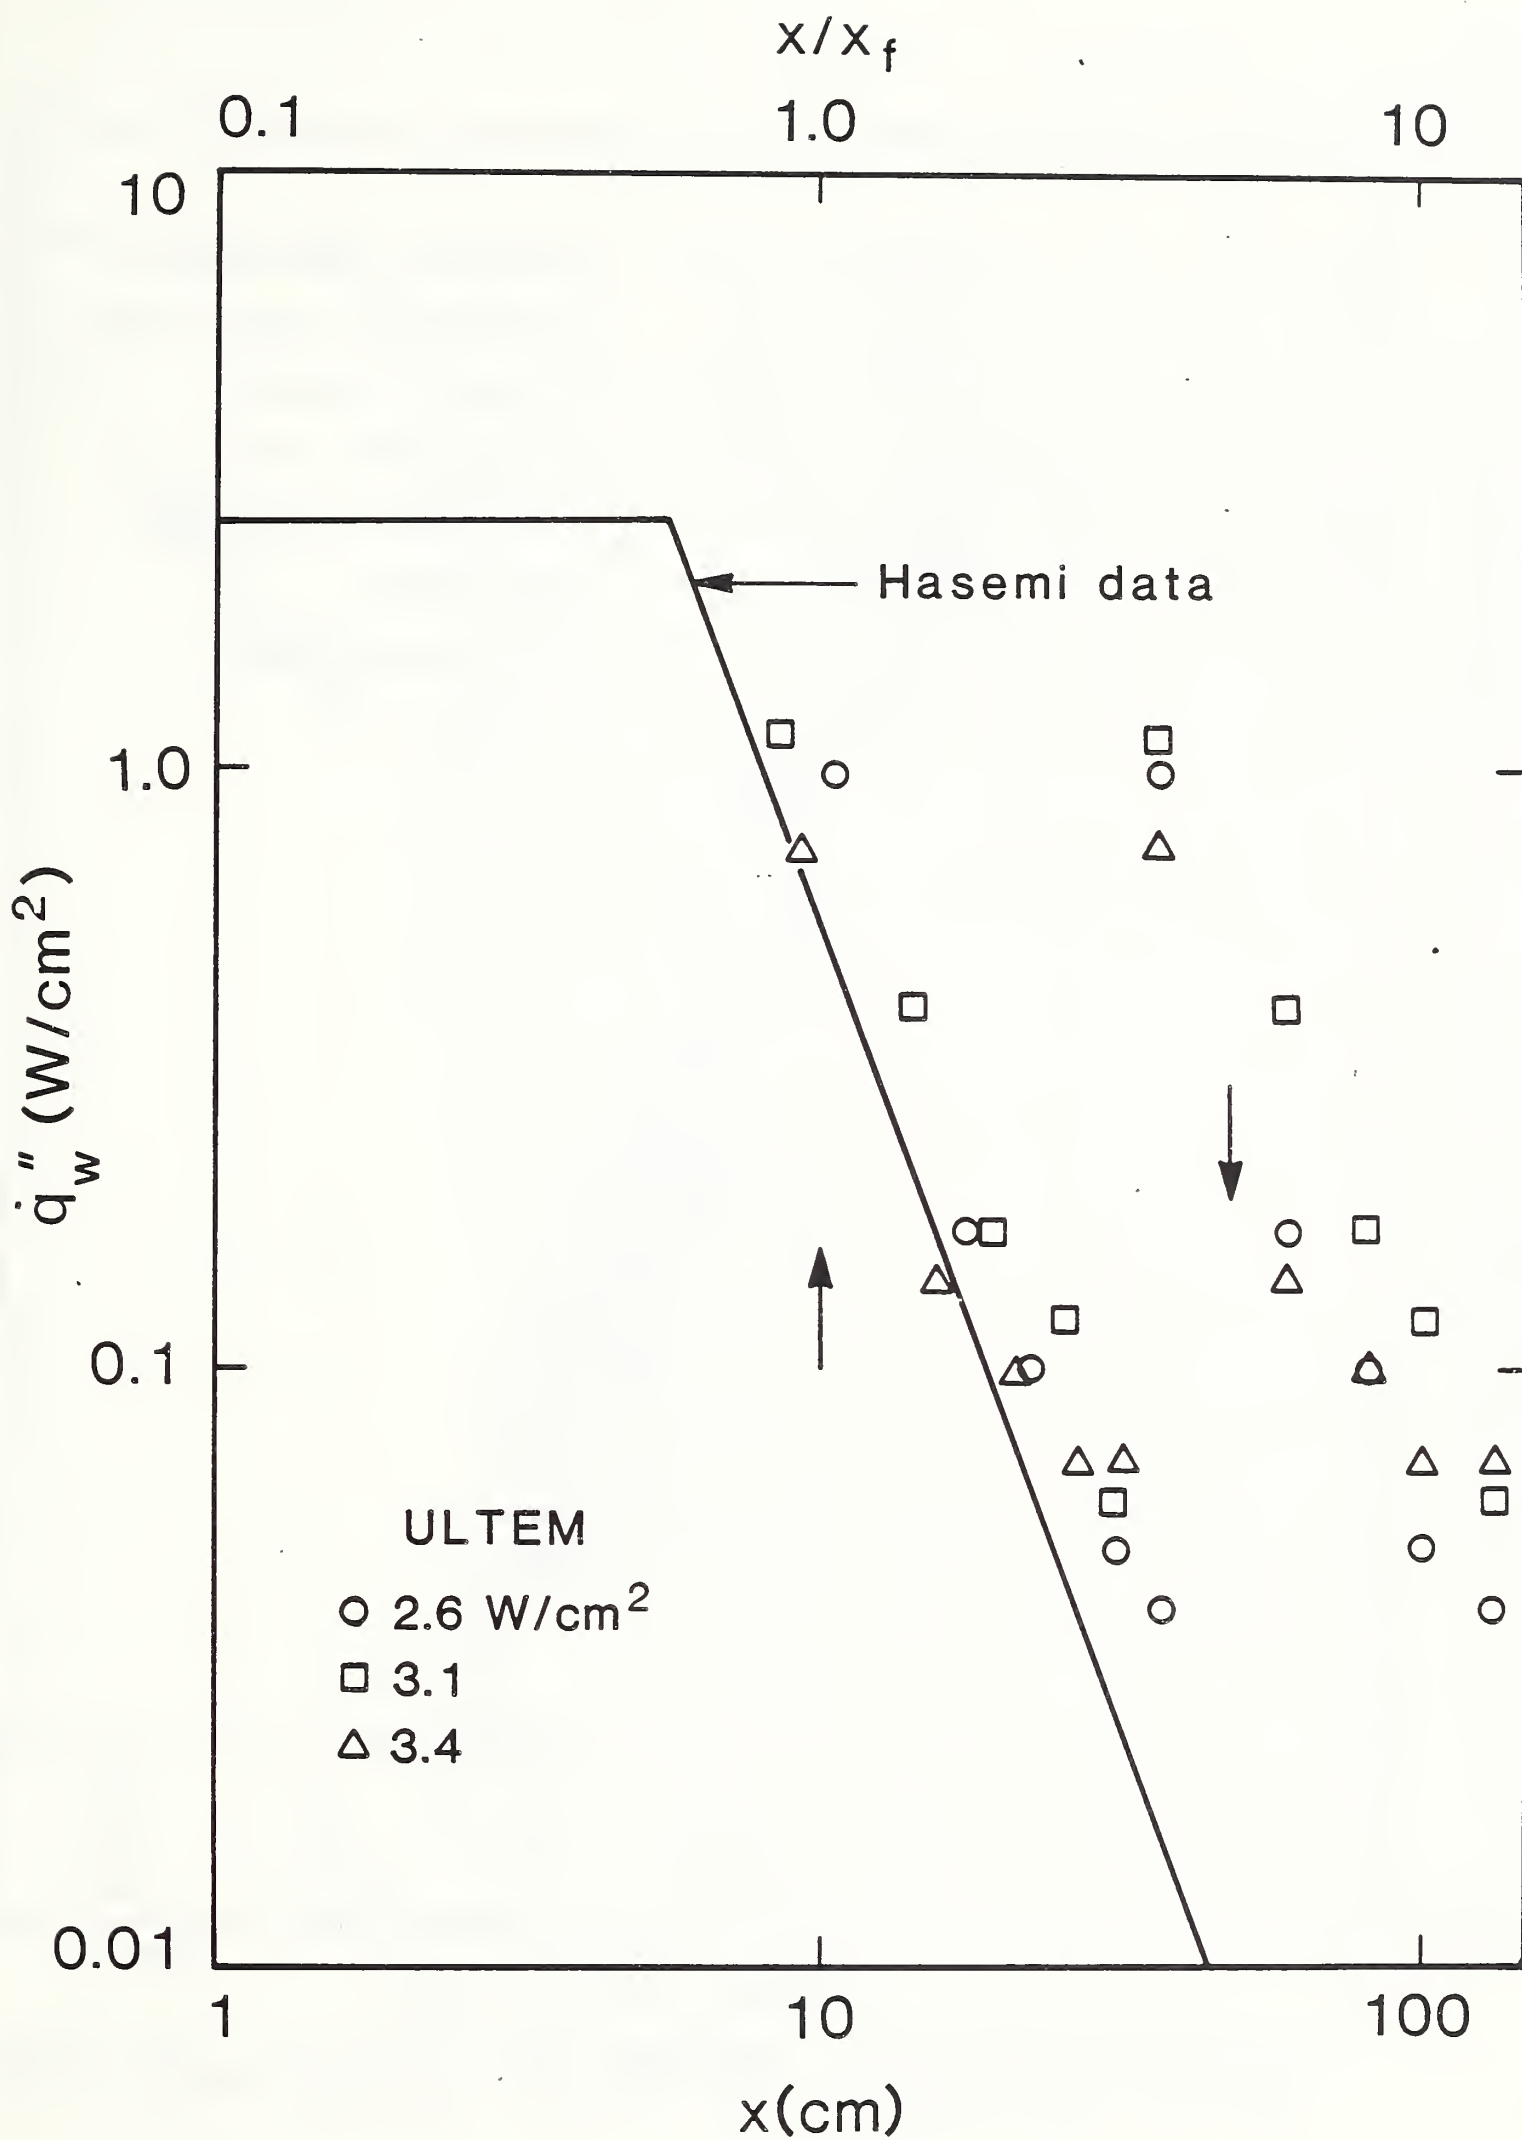 x/x_f
0.1 1.0 10
10
1.0
0.1
0.01
q̇_w'' (W/cm²)
Hasemi data
ULTEM
○ 2.6 W/cm²
□ 3.1
△ 3.4
1 10 100
x(cm)